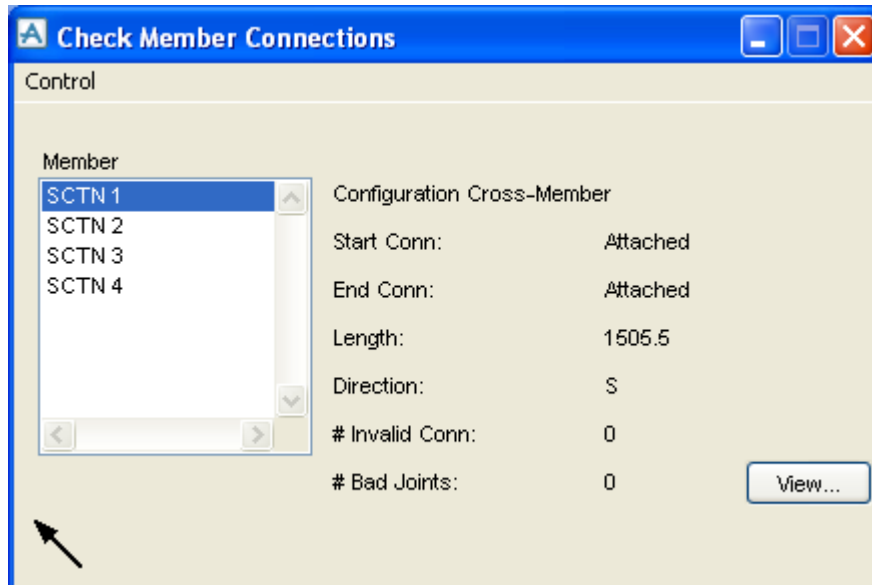 Check Member Connections
Control
Member
SCTN 1
SCTN 2
SCTN 3
SCTN 4
Configuration Cross-Member
Start Conn: Attached
End Conn: Attached
Length: 1505.5
Direction: S
# Invalid Conn: 0
# Bad Joints: 0
View...